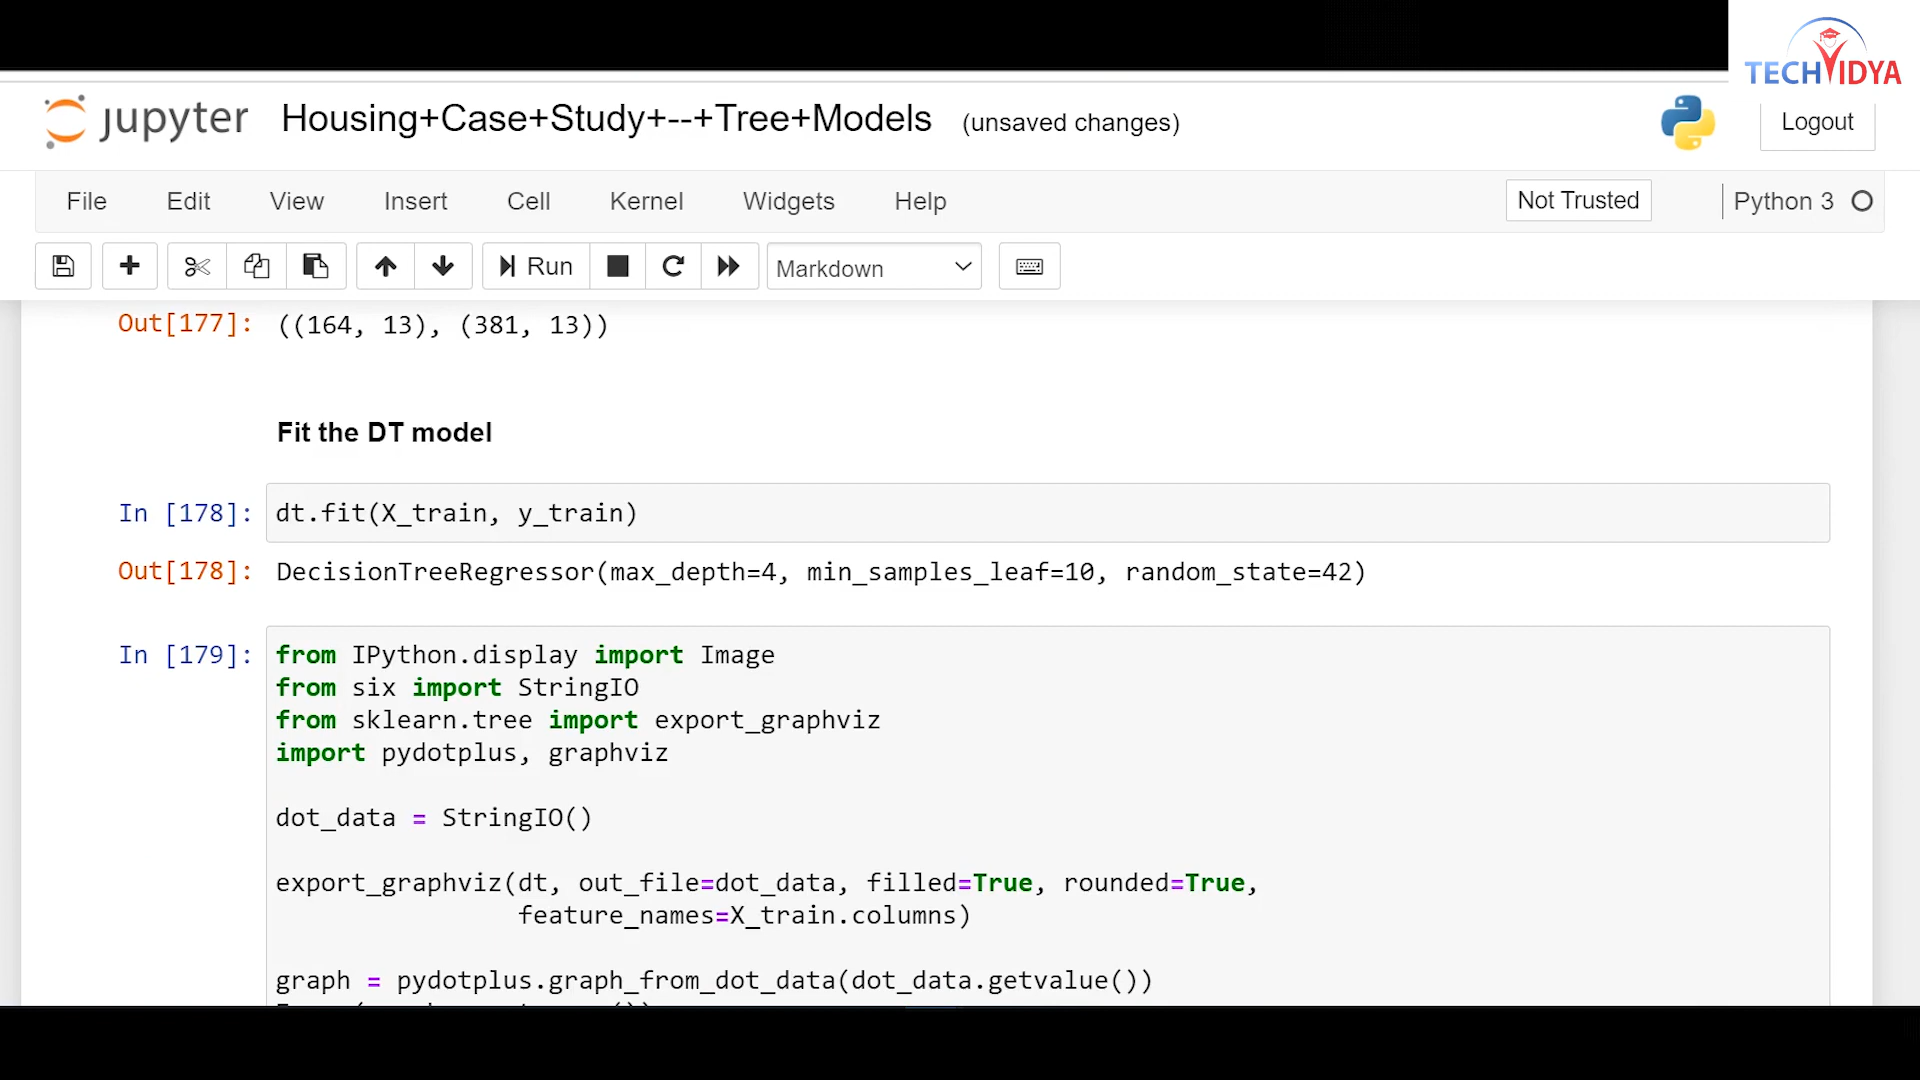 TECHVIDYA
jupyter Housing+Case+Study+--+Tree+Models (unsaved changes) Logout
File Edit View Insert Cell Kernel Widgets Help Not Trusted Python 3
Run Markdown
Out[177]: ((164, 13), (381, 13))
Fit the DT model
In [178]: dt.fit(X_train, y_train)
Out[178]: DecisionTreeRegressor(max_depth=4, min_samples_leaf=10, random_state=42)
In [179]: from IPython.display import Image
from six import StringIO
from sklearn.tree import export_graphviz
import pydotplus, graphviz
dot_data = StringIO()
export_graphviz(dt, out_file=dot_data, filled=True, rounded=True,
feature_names=X_train.columns)
graph = pydotplus.graph_from_dot_data(dot_data.getvalue())